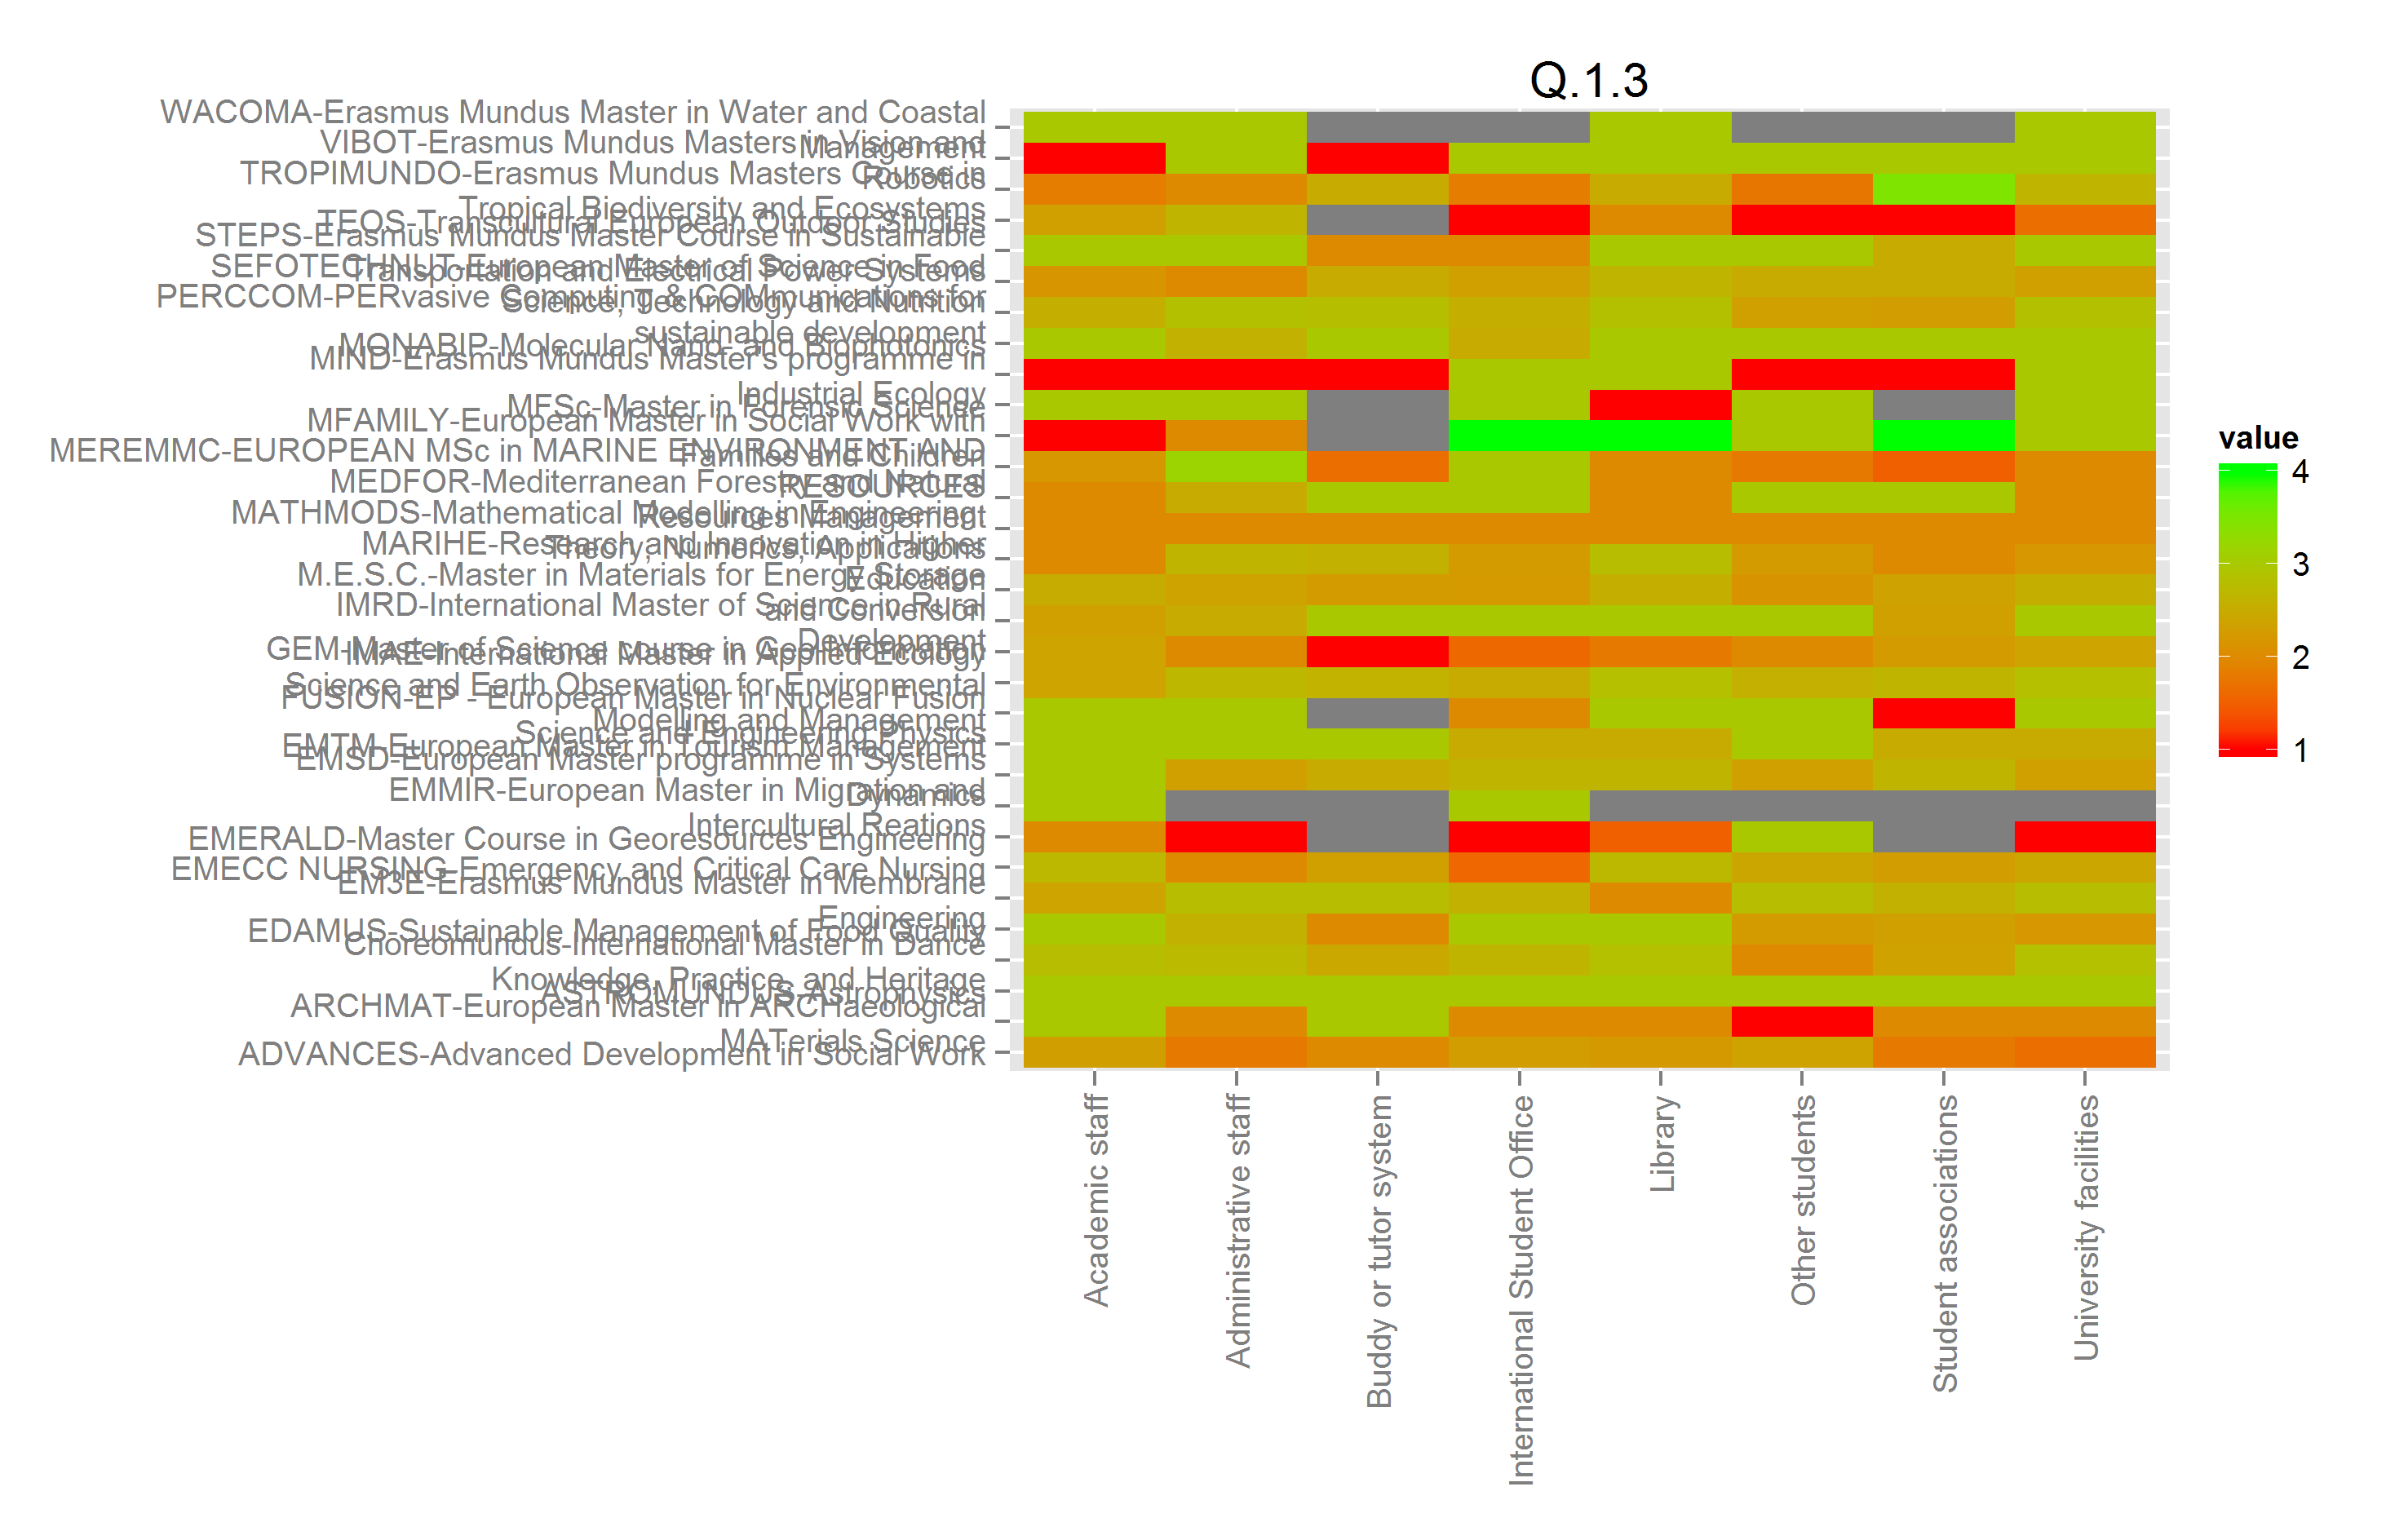 Q.1.3
WACOMA-Erasmus Mundus Master in Water and Coastal
Management
VIBOT-Erasmus Mundus Masters in Vision and
Robotics
TROPIMUNDO-Erasmus Mundus Masters Course in
Tropical Biodiversity and Ecosystems
TEOS-Transcultural European Outdoor Studies
STEPS-Erasmus Mundus Master Course in Sustainable
Transportation and Electrical Power Systems
SEFOTECHNUT-European Master of Science in Food
Science, Technology and Nutrition
PERCCOM-PERvasive Computing & COMmunications for
sustainable development
MONABIP-Molecular Nano- and Biophotonics
MIND-Erasmus Mundus Master's programme in
Industrial Ecology
MFSc-Master in Forensic Science
MFAMILY-European Master in Social Work with
Families and Children
MEREMMC-EUROPEAN MSc in MARINE ENVIRONMENT AND
RESOURCES
MEDFOR-Mediterranean Forestry and Natural
Resources Management
MATHMODS-Mathematical Modelling in Engineering:
Theory, Numerics, Applications
MARIHE-Research and Innovation in Higher
Education
M.E.S.C.-Master in Materials for Energy Storage
and Conversion
IMRD-International Master of Science in Rural
Development
IMAE-International Master in Applied Ecology
GEM-Master of Science course in Geo-Information
Science and Earth Observation for Environmental
Modelling and Management
FUSION-EP - European Master in Nuclear Fusion
Science and Engineering Physics
EMTM-European Master in Tourism Management
EMSD-European Master programme in Systems
Dynamics
EMMIR-European Master in Migration and
Intercultural Reations
EMERALD-Master Course in Georesources Engineering
EMECC NURSING-Emergency and Critical Care Nursing
EM3E-Erasmus Mundus Master in Membrane
Engineering
EDAMUS-Sustainable Management of Food Quality
Choreomundus-International Master in Dance
Knowledge, Practice, and Heritage
ASTROMUNDUS-Astrophysics
ARCHMAT-European Master in ARCHaeological
MATerials Science
ADVANCES-Advanced Development in Social Work
Academic staff
Administrative staff
Buddy or tutor system
International Student Office
Library
Other students
Student associations
University facilities
value
4
3
2
1